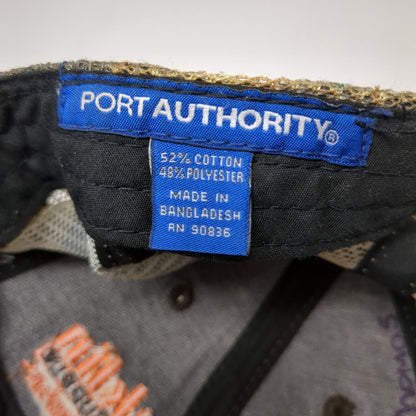 PORT AUTHORITY®
52% COTTON
48% POLYESTER
MADE IN
BANGLADESH
RN 90836